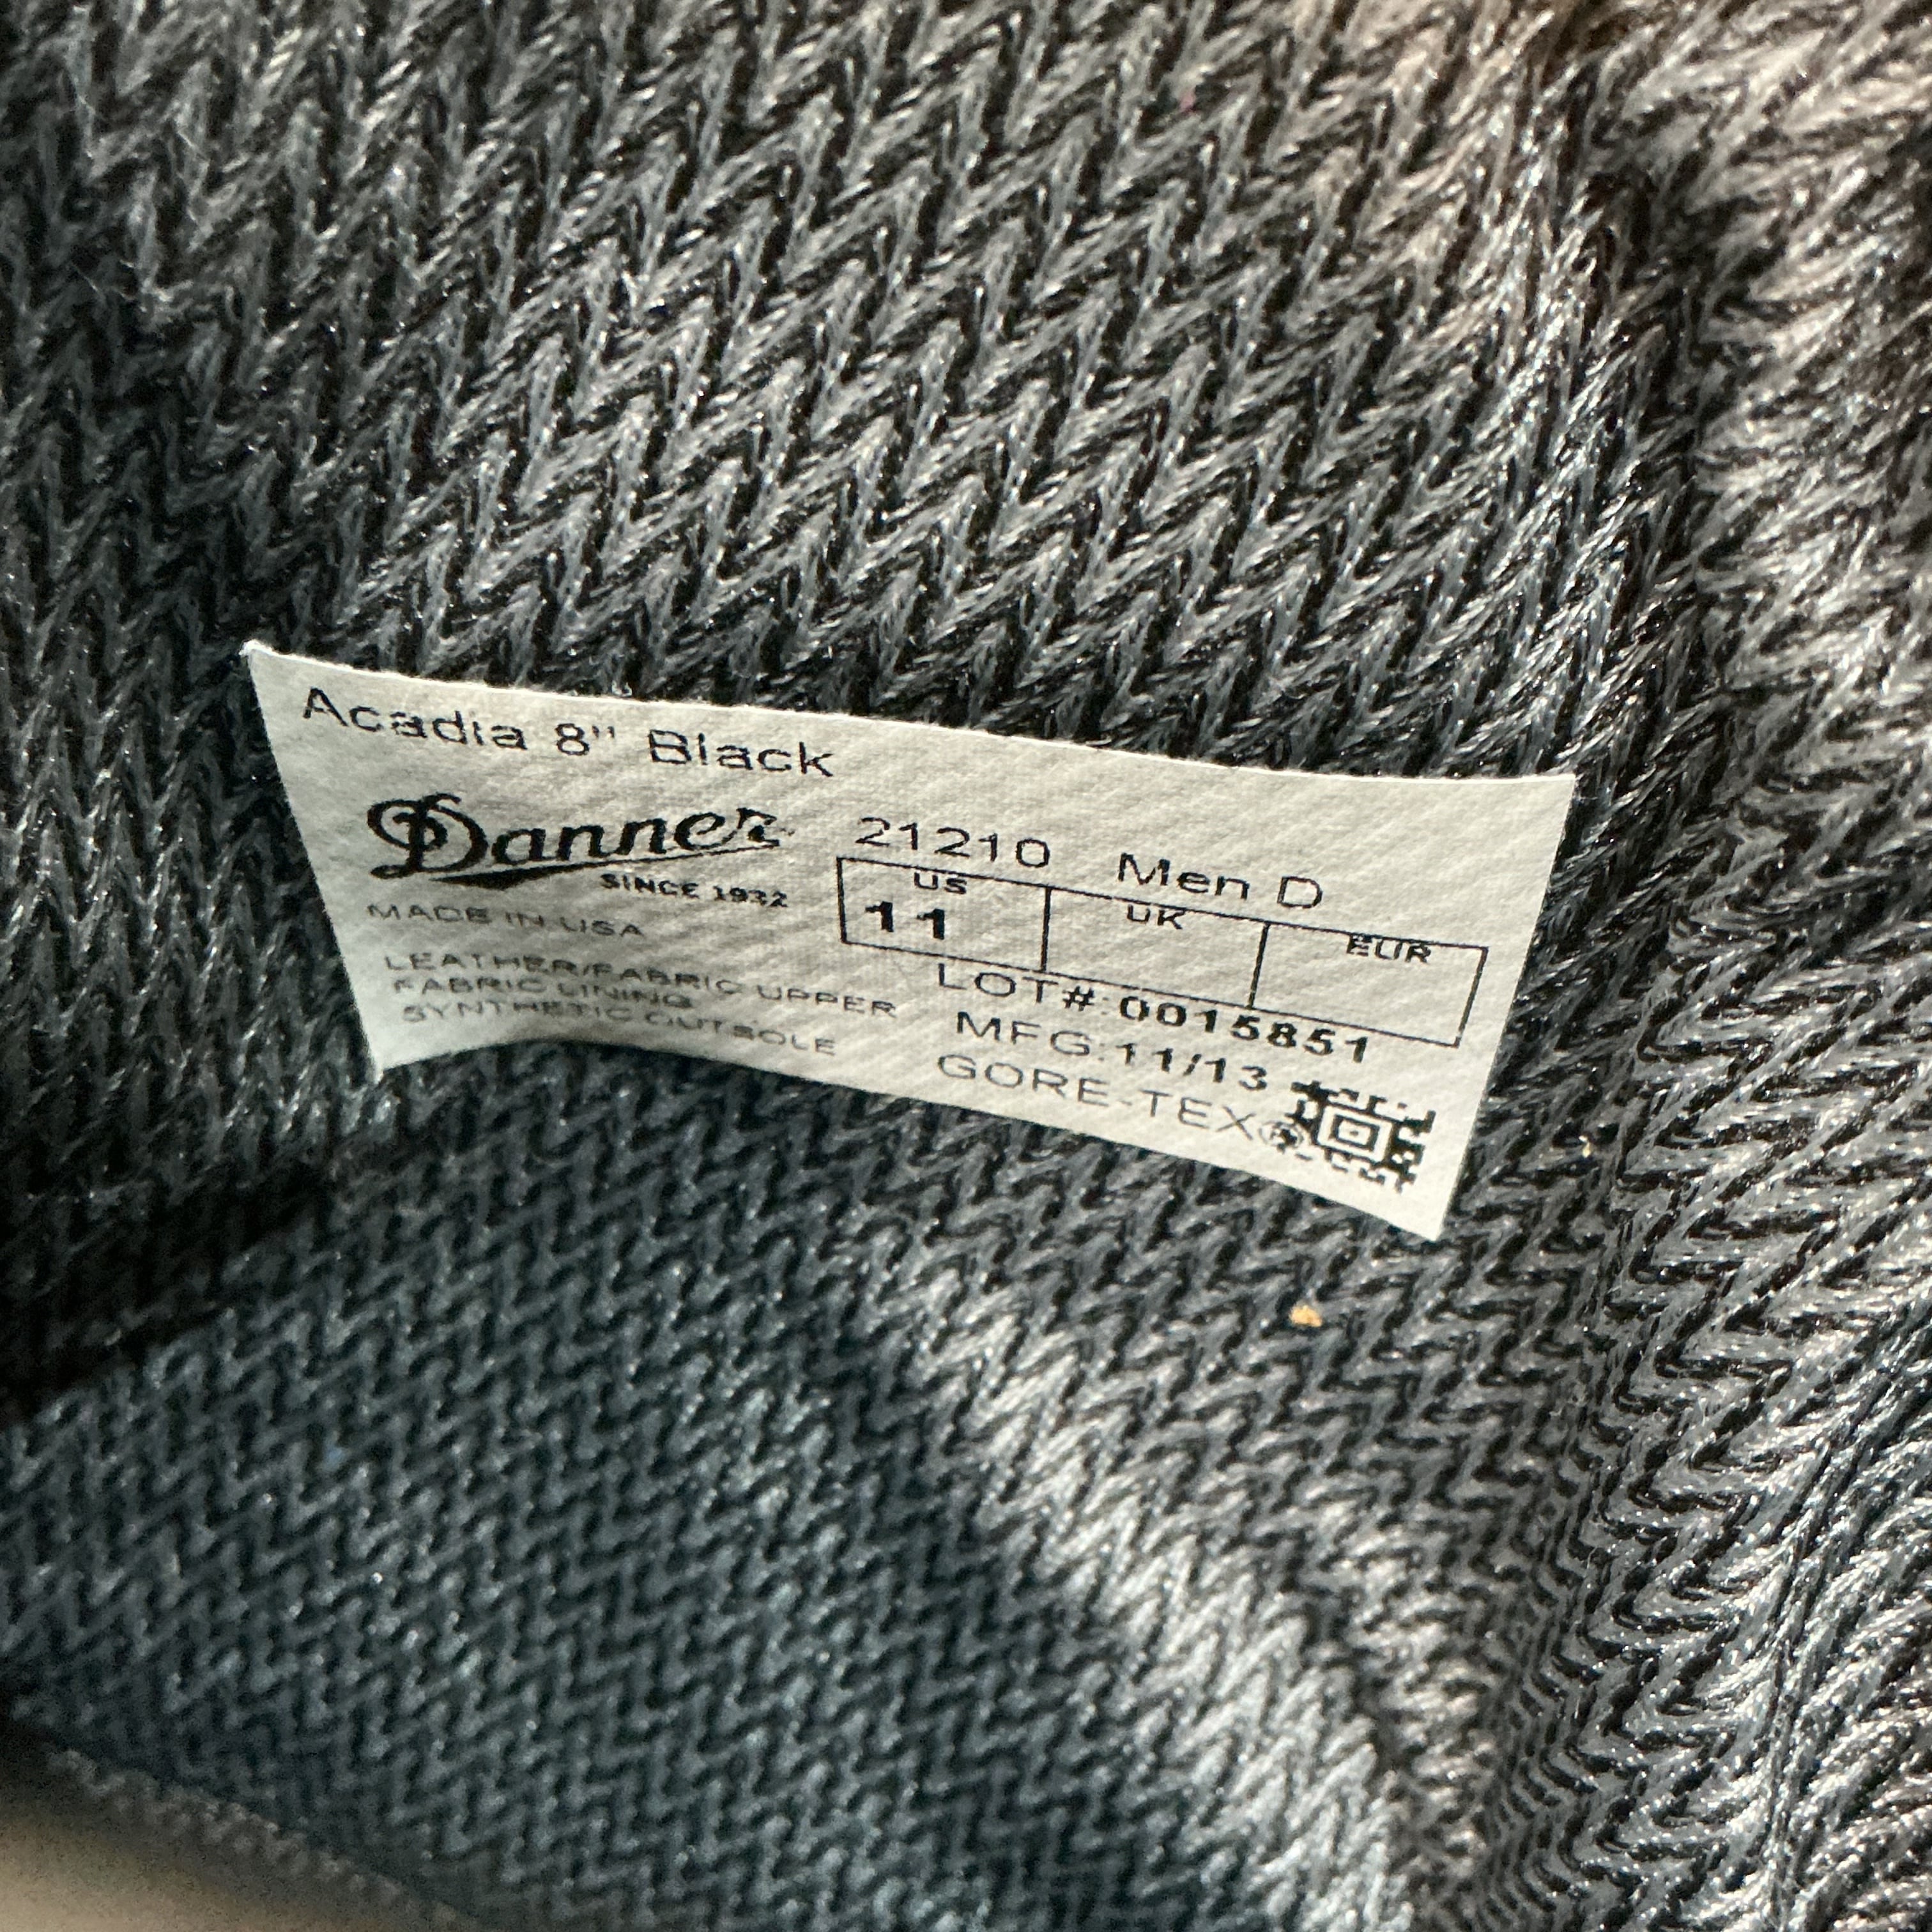 Acadia 8" Black
Danner
SINCE 1932
MADE IN USA
LEATHER/FABRIC UPPER
FABRIC LINING
SYNTHETIC OUTSOLE
21210 Men D
US UK EUR
11
LOT#:0015851
MFG:11/13
GORE-TEX®